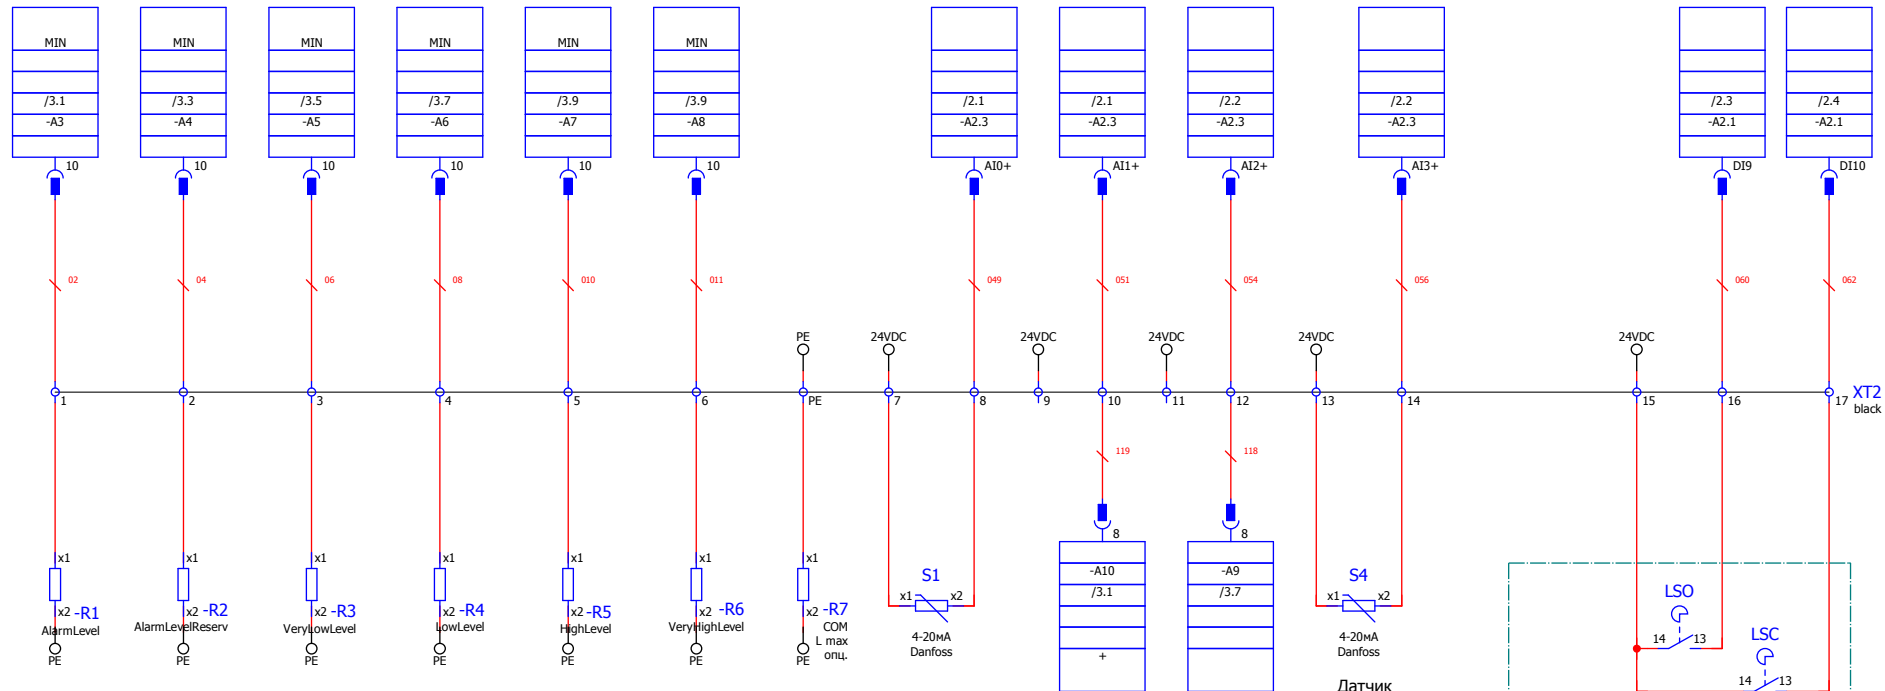 MIN MIN MIN MIN MIN MIN
/3.1 /3.3 /3.5 /3.7 /3.9 /3.9 /2.1 /2.1 /2.2 /2.2 /2.3 /2.4
-A3 -A4 -A5 -A6 -A7 -A8 -A2.3 -A2.3 -A2.3 -A2.3 -A2.1 -A2.1
10 10 10 10 10 10 AI0+ AI1+ AI2+ AI3+ DI9 DI10
02 04 06 08 010 011 049 051 054 056 060 062
PE 24VDC 24VDC 24VDC 24VDC 24VDC
1 2 3 4 5 6 PE 7 8 9 10 11 12 13 14 15 16 17 XT2
black
119 118
8 8
x1 x1 x1 x1 x1 x1 x1
-A10 -A9
S1 S4
/3.1 /3.7
LSO
x1 x2 x1 x2
x2 -R1 x2 -R2 x2 -R3 x2 -R4 x2 -R5 x2 -R6 x2 -R7
AlarmLevel AlarmLevelReserv VeryLowLevel LowLevel HighLevel VeryHighLevel COM
L max
опц.
4-20мА 4-20мА
Danfoss Danfoss
LSC
14 13
PE PE PE PE PE PE PE
+
14 13
Датчик